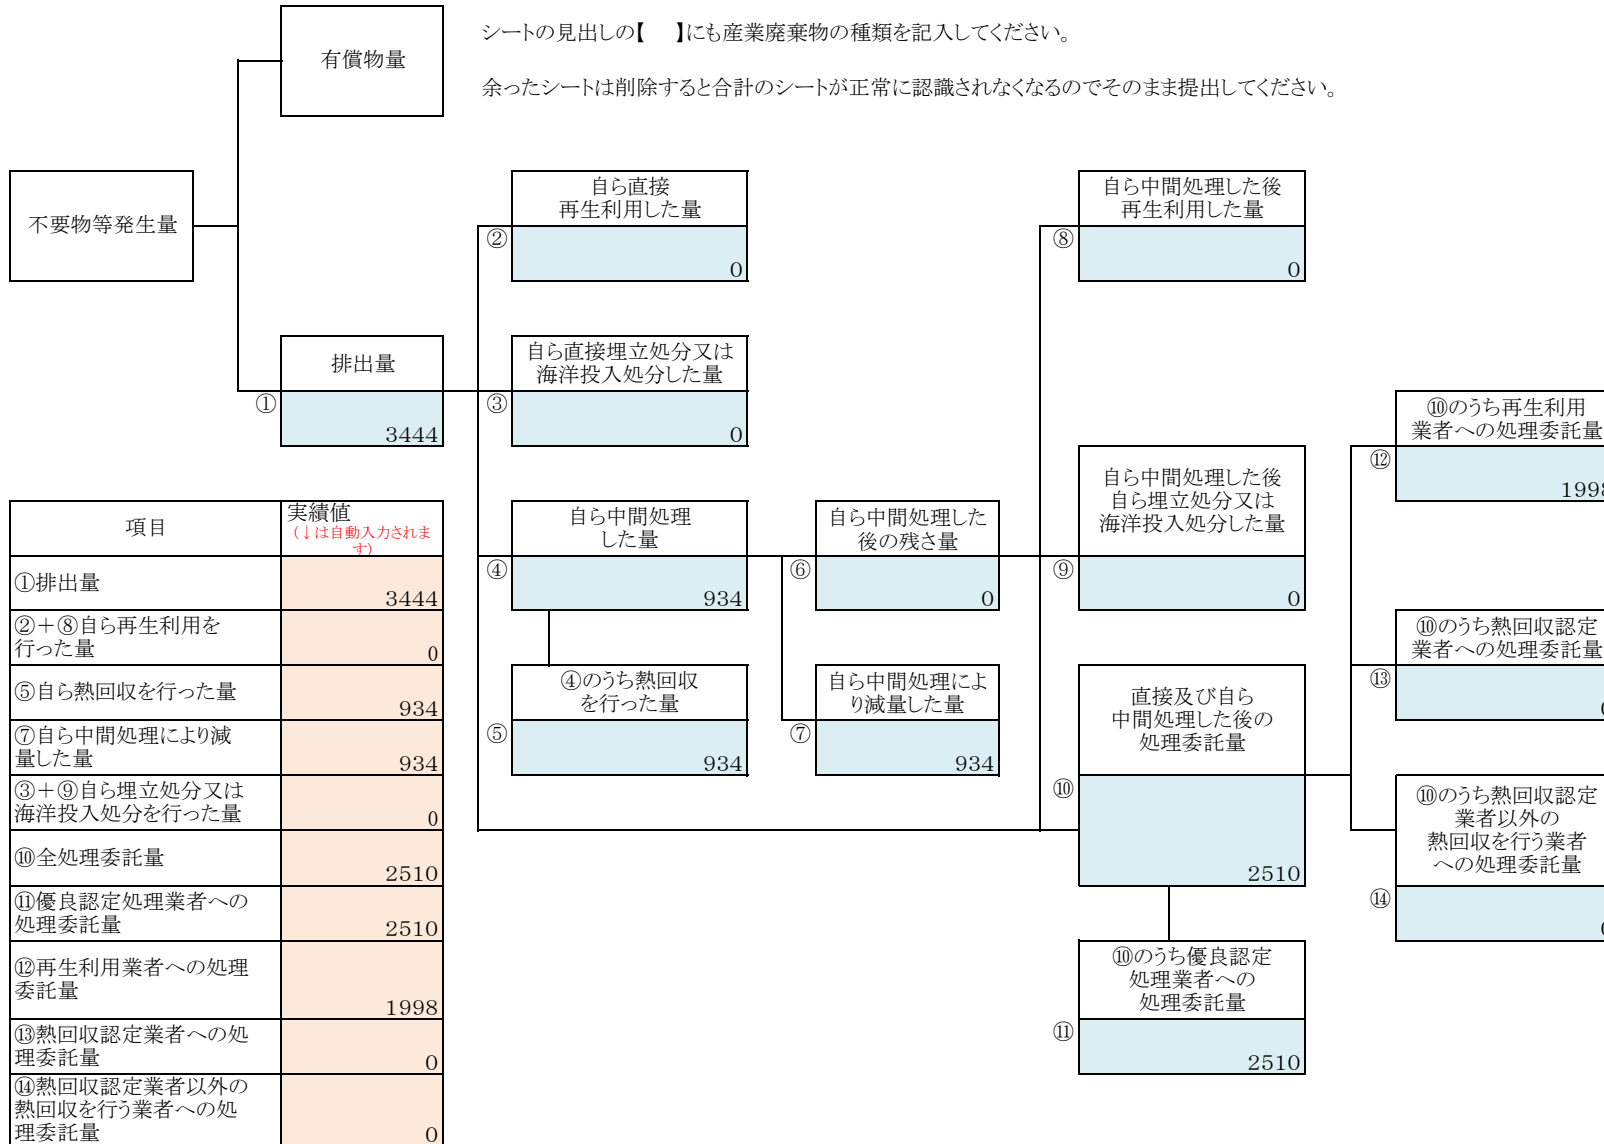 有償物量
シートの見出しの【　】にも産業廃棄物の種類を記入してください。
余ったシートは削除すると合計のシートが正常に認識されなくなるのでそのまま提出してください。
不要物等発生量
自ら直接
再生利用した量
②
0
自ら中間処理した後
再生利用した量
⑧
0
排出量
①
3444
自ら直接埋立処分又は
海洋投入処分した量
③
0
⑩のうち再生利用
業者への処理委託量
⑫
1998
自ら中間処理
した量
④
934
自ら中間処理した
後の残さ量
⑥
0
自ら中間処理した後
自ら埋立処分又は
海洋投入処分した量
⑨
0
⑩のうち熱回収認定
業者への処理委託量
⑬
0
④のうち熱回収
を行った量
⑤
934
自ら中間処理によ
り減量した量
⑦
934
直接及び自ら
中間処理した後の
処理委託量
⑩
2510
⑩のうち熱回収認定
業者以外の
熱回収を行う業者
への処理委託量
⑭
0
⑩のうち優良認定
処理業者への
処理委託量
⑪
2510
項目
実績値
(↓は自動入力されま
す)
①排出量
3444
②＋⑧自ら再生利用を
行った量
0
⑤自ら熱回収を行った量
934
⑦自ら中間処理により減
量した量
934
③＋⑨自ら埋立処分又は
海洋投入処分を行った量
0
⑩全処理委託量
2510
⑪優良認定処理業者への
処理委託量
2510
⑫再生利用業者への処理
委託量
1998
⑬熱回収認定業者への処
理委託量
0
⑭熱回収認定業者以外の
熱回収を行う業者への処
理委託量
0